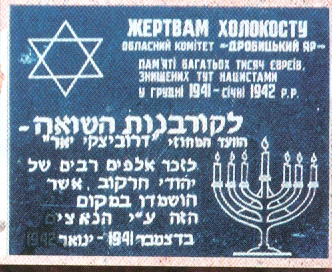 ЖЕРТВАМ ХОЛОКОСТУ
ОБЛАСНИЙ КОМІТЕТ «ДРОБИЦЬКИЙ ЯР»
ПАМ'ЯТІ БАГАТЬОХ ТИСЯЧ ЄВРЕЇВ,
ЗНИЩЕНИХ ТУТ НАЦИСТАМИ
У ГРУДНІ 1941 - СІЧНІ 1942 Р.Р.
לקורבנות השואה-
הוועד המחוזי "דרוביצקי יאר"
לזכר אלפים רבים של
יהודי חרקוב, אשר
הושמדו במקום
הזה ע"י הנאצים
בדצמבר 1941 - ינואר 1942